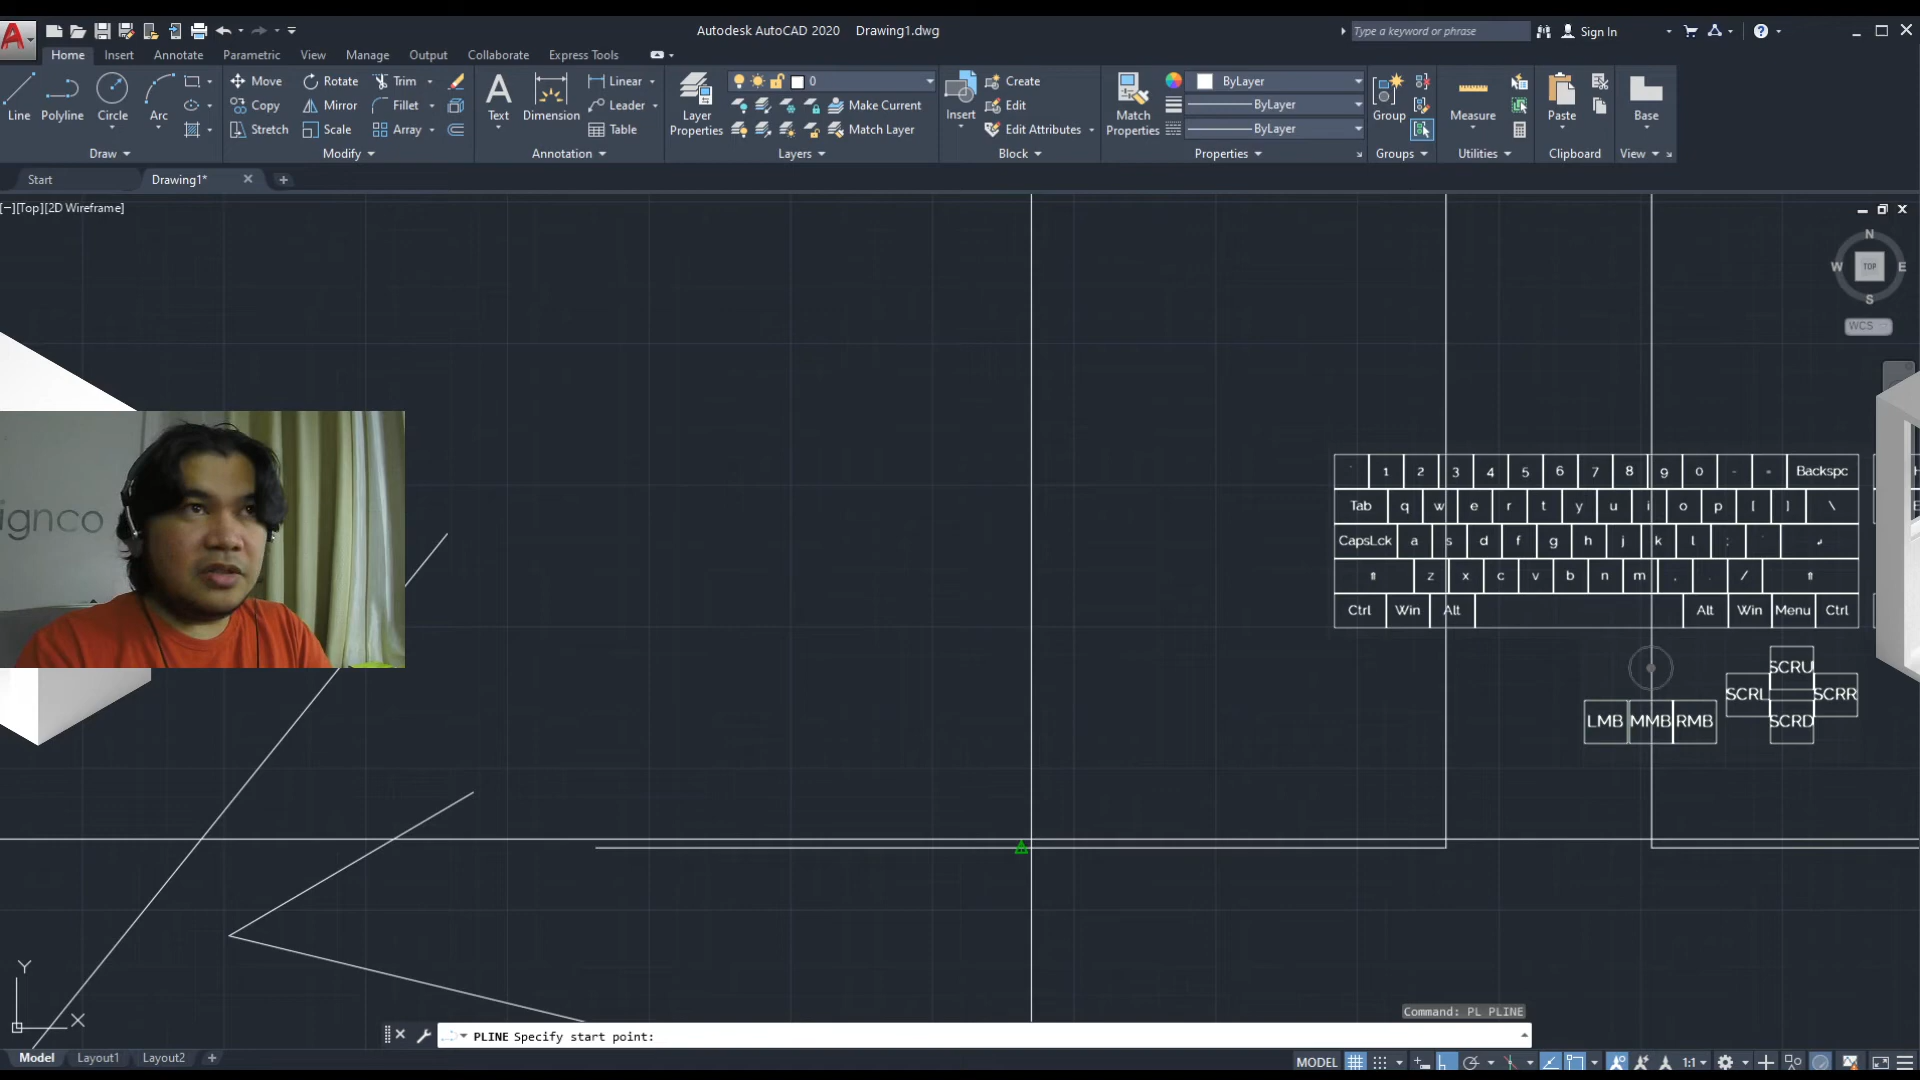 Autodesk AutoCAD 2020 Drawing1.dwg
Type a keyword or phrase
Sign In
Home Insert Annotate Parametric View Manage Output Collaborate Express Tools
Line Polyline Circle Arc
Draw
Move Rotate Trim
Copy Mirror Fillet
Stretch Scale Array
Modify
Text Dimension
Linear
Leader
Table
Annotation
Layer Properties
0
Make Current
Match Layer
Layers
Insert
Create
Edit
Edit Attributes
Block
Match Properties
ByLayer
ByLayer
ByLayer
Properties
Group
Groups
Measure
Utilities
Paste
Clipboard
Base
View
Start Drawing1*
[−][Top][2D Wireframe]
N
W TOP E
S
WCS
1 2 3 4 5 6 7 8 9 0 - = Backspc
Tab q w e r t y u i o p [ ] \
CapsLck a s d f g h j k l ;
z x c v b n m , . /
Ctrl Win Alt Alt Win Menu Ctrl
SCRU
SCRL SCRR
LMB MMB RMB SCRD
ignco
Y
X
Command: PL PLINE
PLINE Specify start point:
Model Layout1 Layout2 +
MODEL 1:1